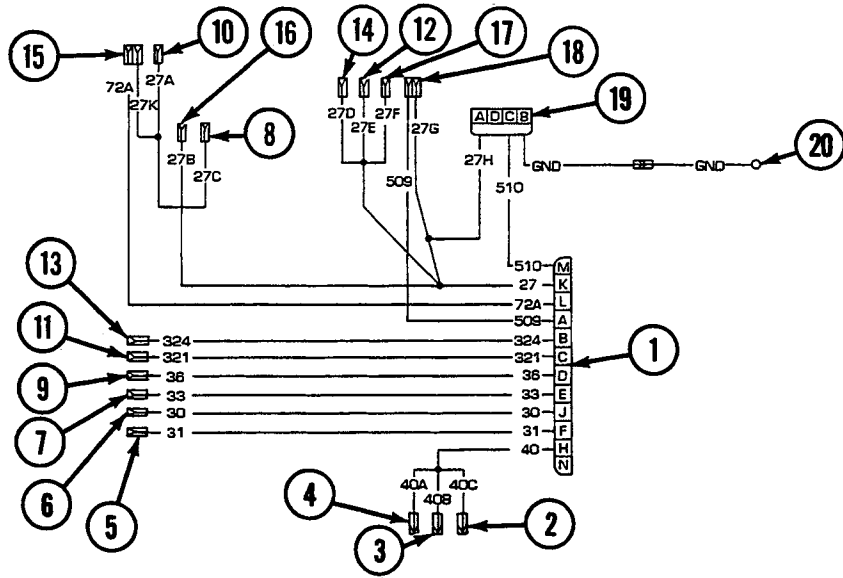 15 10 16 14 12 17 18
72A 27A
27K
27D 27E 27F 27G
A D C B
19
8
27B 27C
27H
GND GND
20
509
510
13
510 M
27 K
72A L
509 A
324 324 B
11
321 321 C
1
9
36 36 D
33 33 E
7
30 30 J
31 31 F
40 H
N
6
5
4
40A 40B 40C
3
2